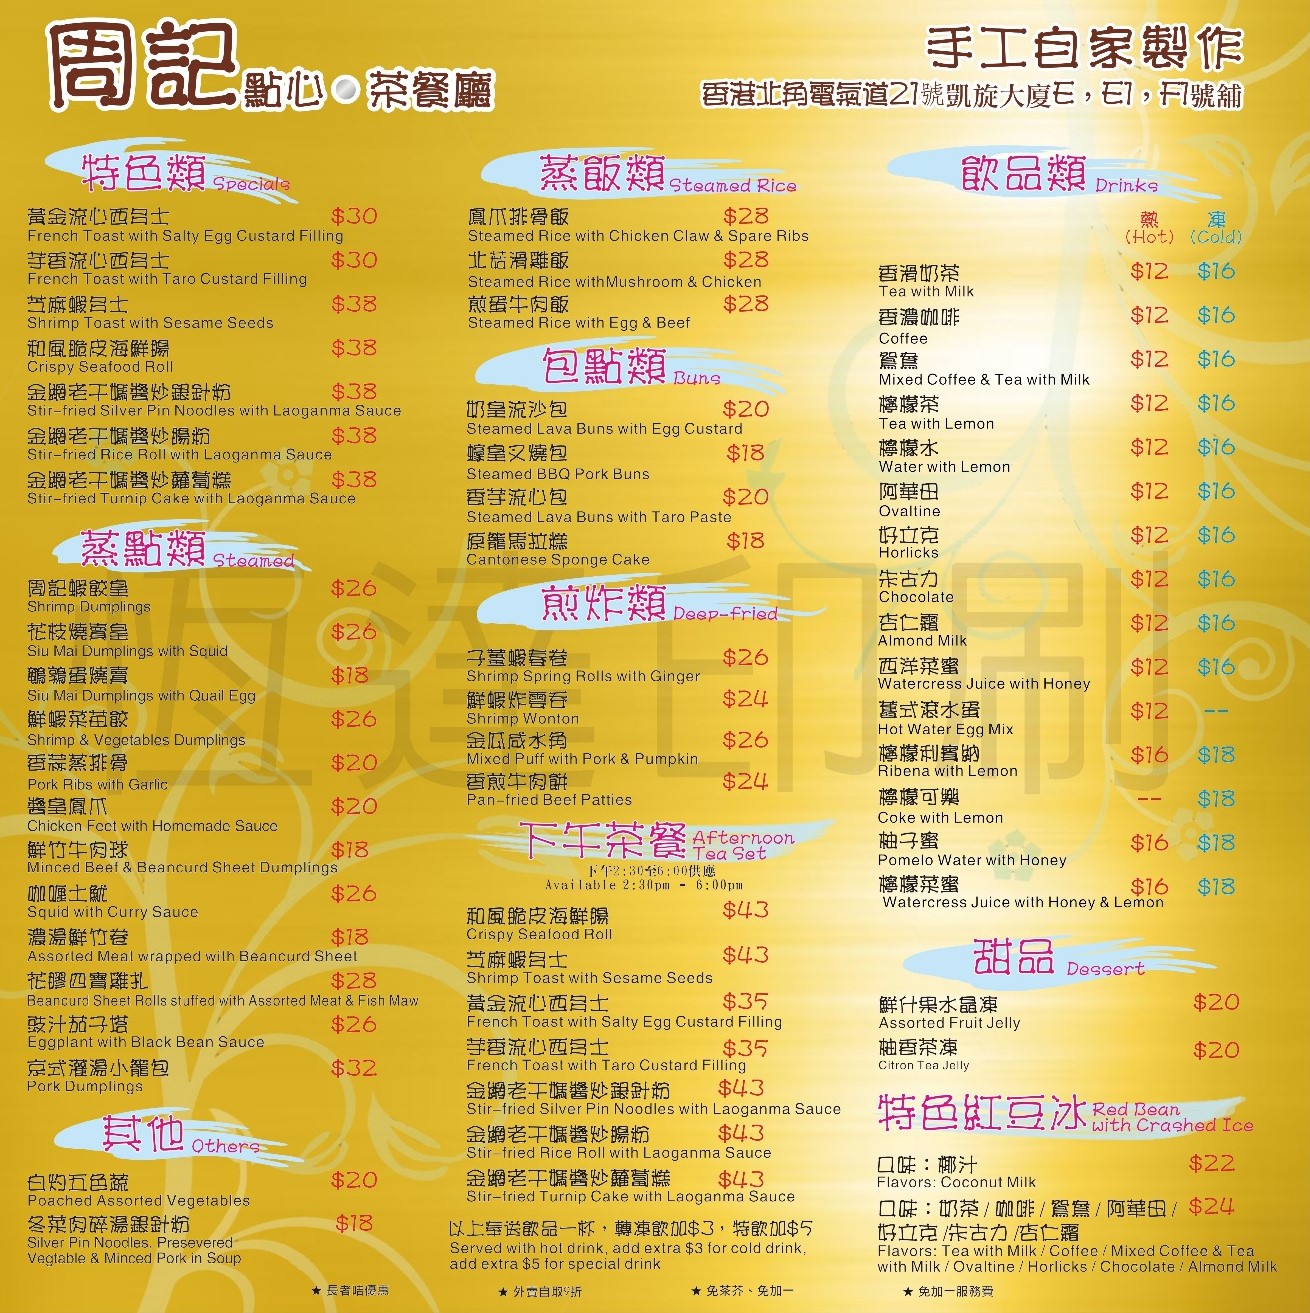 周記點心 茶餐廳
手工自家製作
香港北角電氣道21號凱旋大廈E，E1，F1號舖
特色類 Specials
黃金流心西多士 $30
French Toast with Salty Egg Custard Filling
芋香流心西多士 $30
French Toast with Taro Custard Filling
芝麻蝦多士 $38
Shrimp Toast with Sesame Seeds
和風脆皮海鮮腸 $38
Crispy Seafood Roll
金網老干媽醬炒銀針粉 $38
Stir-fried Silver Pin Noodles with Laoganma Sauce
金網老干媽醬炒腸粉 $38
Stir-fried Rice Roll with Laoganma Sauce
金網老干媽醬炒蘿蔔糕 $38
Stir-fried Turnip Cake with Laoganma Sauce
蒸點類 Steamed
周記蝦餃皇 $26
Shrimp Dumplings
花枝燒賣皇 $26
Siu Mai Dumplings with Squid
鵪鶉蛋燒賣 $18
Siu Mai Dumplings with Quail Egg
鮮蝦菜苗餃 $26
Shrimp & Vegetables Dumplings
香蒜蒸排骨 $20
Pork Ribs with Garlic
醬皇鳳爪 $20
Chicken Feet with Homemade Sauce
鮮竹牛肉球 $18
Minced Beef & Beancurd Sheet Dumplings
咖喱土魷 $26
Squid with Curry Sauce
濃湯鮮竹卷 $18
Assorted Meat wrapped with Beancurd Sheet
花膠四寶雞扎 $28
Beancurd Sheet Rolls stuffed with Assorted Meat & Fish Maw
豉汁茄子塔 $26
Eggplant with Black Bean Sauce
京式灌湯小籠包 $32
Pork Dumplings
其他 Others
白灼五色蔬 $20
Poached Assorted Vegetables
冬菜肉碎湯銀針粉 $18
Silver Pin Noodles. Presevered
Vegtable & Minced Pork in Soup
蒸飯類 Steamed Rice
鳳爪排骨飯 $28
Steamed Rice with Chicken Claw & Spare Ribs
北菇滑雞飯 $28
Steamed Rice withMushroom & Chicken
煎蛋牛肉飯 $28
Steamed Rice with Egg & Beef
包點類 Buns
奶皇流沙包 $20
Steamed Lava Buns with Egg Custard
蠔皇叉燒包 $18
Steamed BBQ Pork Buns
香芋流心包 $20
Steamed Lava Buns with Taro Paste
原籠馬拉糕 $18
Cantonese Sponge Cake
煎炸類 Deep-fried
子薑蝦春卷 $26
Shrimp Spring Rolls with Ginger
鮮蝦炸雲吞 $24
Shrimp Wonton
金瓜咸水角 $26
Mixed Puff with Pork & Pumpkin
香煎牛肉餅 $24
Pan-fried Beef Patties
下午茶餐 Afternoon Tea Set
下午2:30至6:00供應
Available 2:30pm - 6:00pm
和風脆皮海鮮腸 $43
Crispy Seafood Roll
芝麻蝦多士 $43
Shrimp Toast with Sesame Seeds
黃金流心西多士 $35
French Toast with Salty Egg Custard Filling
芋香流心西多士 $35
French Toast with Taro Custard Filling
金網老干媽醬炒銀針粉 $43
Stir-fried Silver Pin Noodles with Laoganma Sauce
金網老干媽醬炒腸粉 $43
Stir-fried Rice Roll with Laoganma Sauce
金網老干媽醬炒蘿蔔糕 $43
Stir-fried Turnip Cake with Laoganma Sauce
以上每送飲品一杯，轉凍飲加$3，特飲加$5
Served with hot drink, add extra $3 for cold drink,
add extra $5 for special drink
飲品類 Drinks
熱 凍
(Hot) (Cold)
香滑奶茶 $12 $16
Tea with Milk
香濃咖啡 $12 $16
Coffee
鴛鴦 $12 $16
Mixed Coffee & Tea with Milk
檸檬茶 $12 $16
Tea with Lemon
檸檬水 $12 $16
Water with Lemon
阿華田 $12 $16
Ovaltine
好立克 $12 $16
Horlicks
朱古力 $12 $16
Chocolate
杏仁霜 $12 $16
Almond Milk
西洋菜蜜 $12 $16
Watercress Juice with Honey
舊式滾水蛋 $12 --
Hot Water Egg Mix
檸檬利賓納 $16 $18
Ribena with Lemon
檸檬可樂 -- $18
Coke with Lemon
柚子蜜 $16 $18
Pomelo Water with Honey
檸檬菜蜜 $16 $18
Watercress Juice with Honey & Lemon
甜品 Dessert
鮮什果水晶凍 $20
Assorted Fruit Jelly
柚香茶凍 $20
Citron Tea Jelly
特色紅豆冰 Red Bean with Crashed Ice
口味：椰汁 $22
Flavors: Coconut Milk
口味：奶茶 / 咖啡 / 鴛鴦 / 阿華田 / $24
好立克 /朱古力 /杏仁霜
Flavors: Tea with Milk / Coffee / Mixed Coffee & Tea
with Milk / Ovaltine / Horlicks / Chocolate / Almond Milk
★ 長者咭優惠 ★ 外賣自取9折 ★ 免茶芥、免加一 ★ 免加一服務費